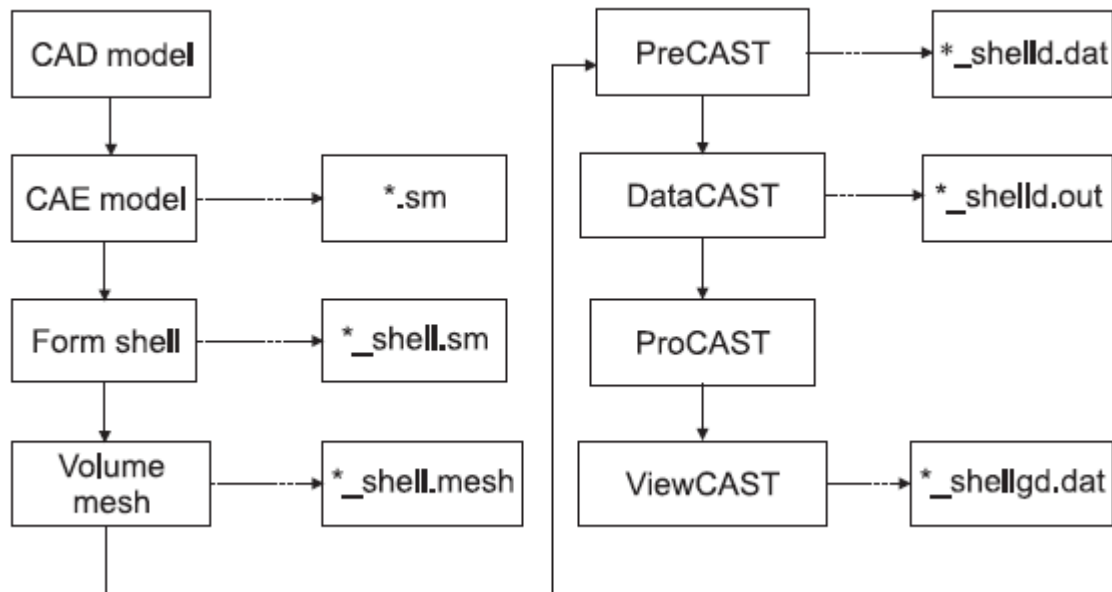 CAD model
CAE model
*.sm
Form shell
*_shell.sm
Volume
mesh
*_shell.mesh
PreCAST
*_shelld.dat
DataCAST
*_shelld.out
ProCAST
ViewCAST
*_shellgd.dat